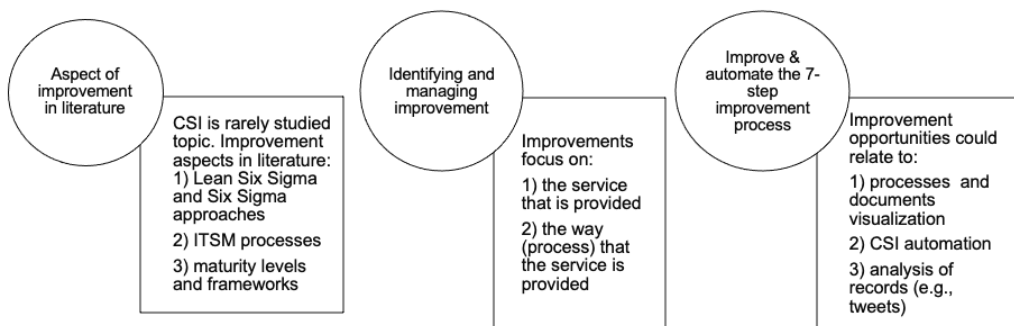 Aspect of
improvement
in literature
CSI is rarely studied
topic. Improvement
aspects in literature:
1) Lean Six Sigma
and Six Sigma
approaches
2) ITSM processes
3) maturity levels
and frameworks
Identifying and
managing
improvement
Improvements
focus on:
1) the service
that is provided
2) the way
(process) that
the service is
provided
Improve &
automate the 7-
step
improvement
process
Improvement
opportunities could
relate to:
1) processes and
documents
visualization
2) CSI automation
3) analysis of
records (e.g.,
tweets)